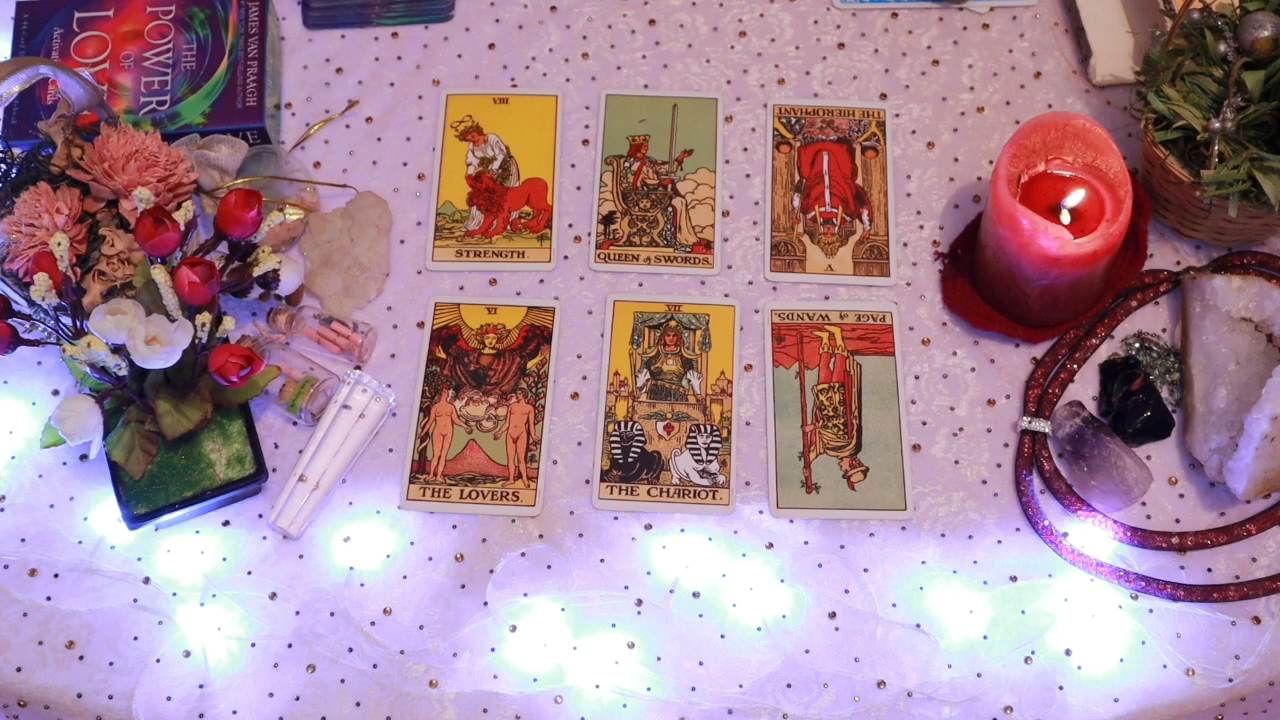 THE
POWER
OF
LOV
JAMES VAN PRAAGH
VIII
STRENGTH.
QUEEN of SWORDS.
THE HIEROPHANT
V
VI
THE LOVERS.
VII
THE CHARIOT.
PAGE of WANDS.